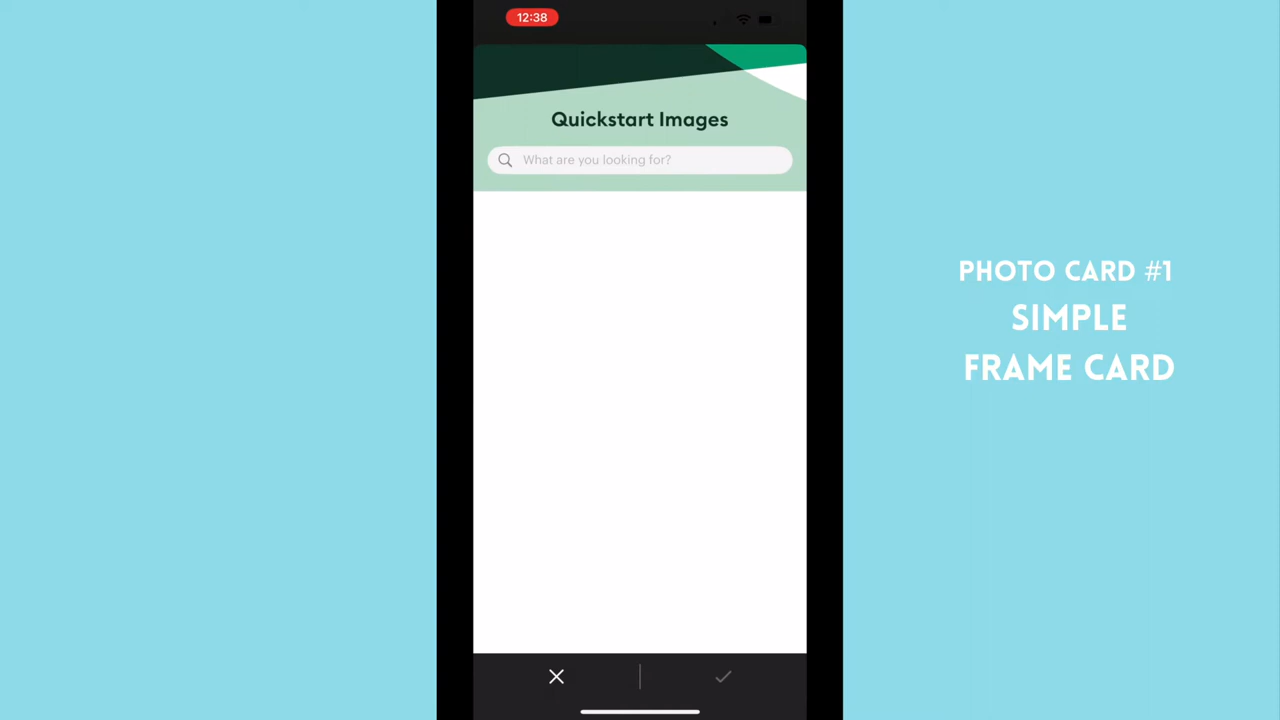 12:38
Quickstart Images
What are you looking for?
PHOTO CARD #1
SIMPLE
FRAME CARD